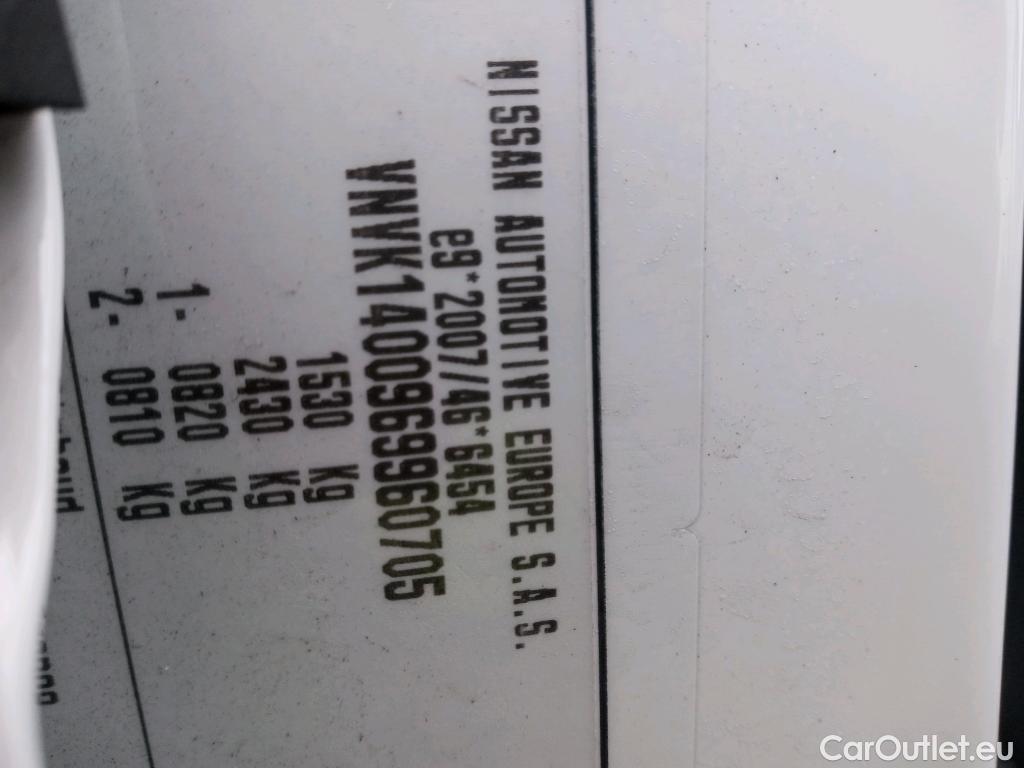 NISSAN AUTOMOTIVE EUROPE S.A.S.
e9*2007/46*6454
VNVK1400969960705
1530 Kg
2430 Kg
1- 0820 Kg
2- 0810 Kg
CarOutlet.eu